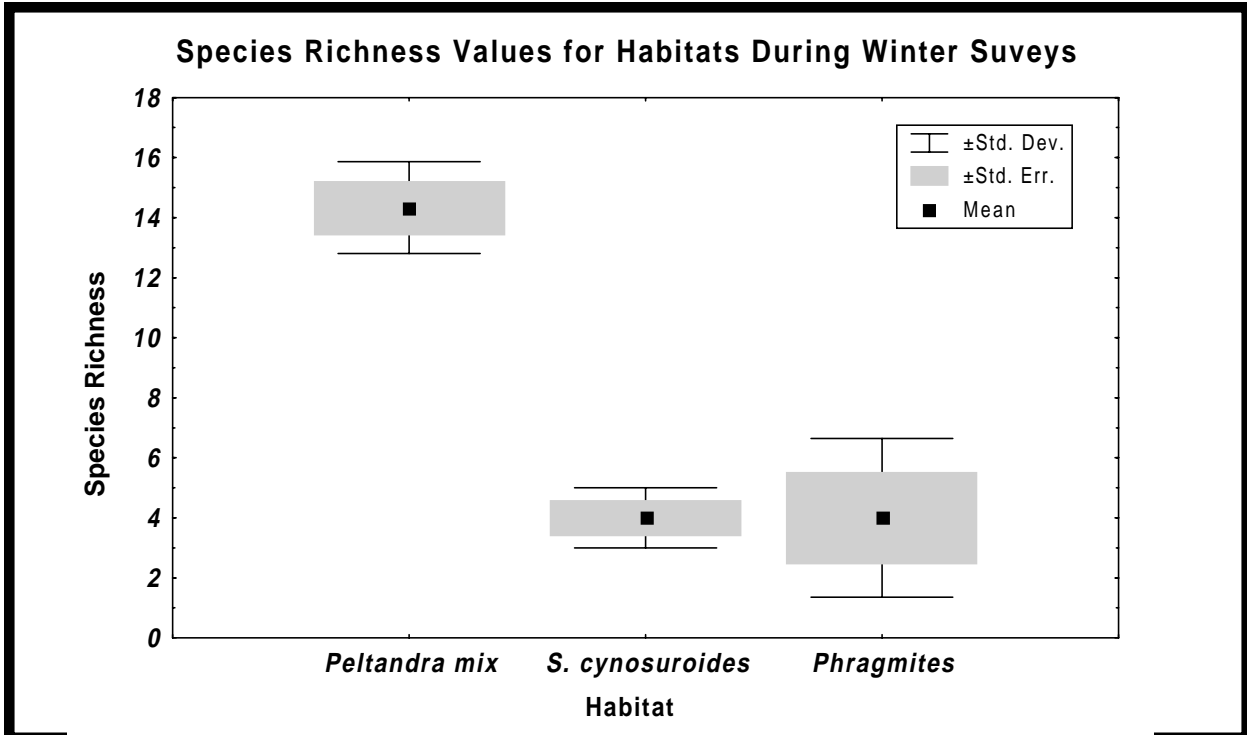 Species Richness Values for Habitats During Winter Suveys
18
16
14
12
10
8
6
4
2
0
Species Richness
±Std. Dev.
±Std. Err.
Mean
Peltandra mix S. cynosuroides Phragmites
Habitat